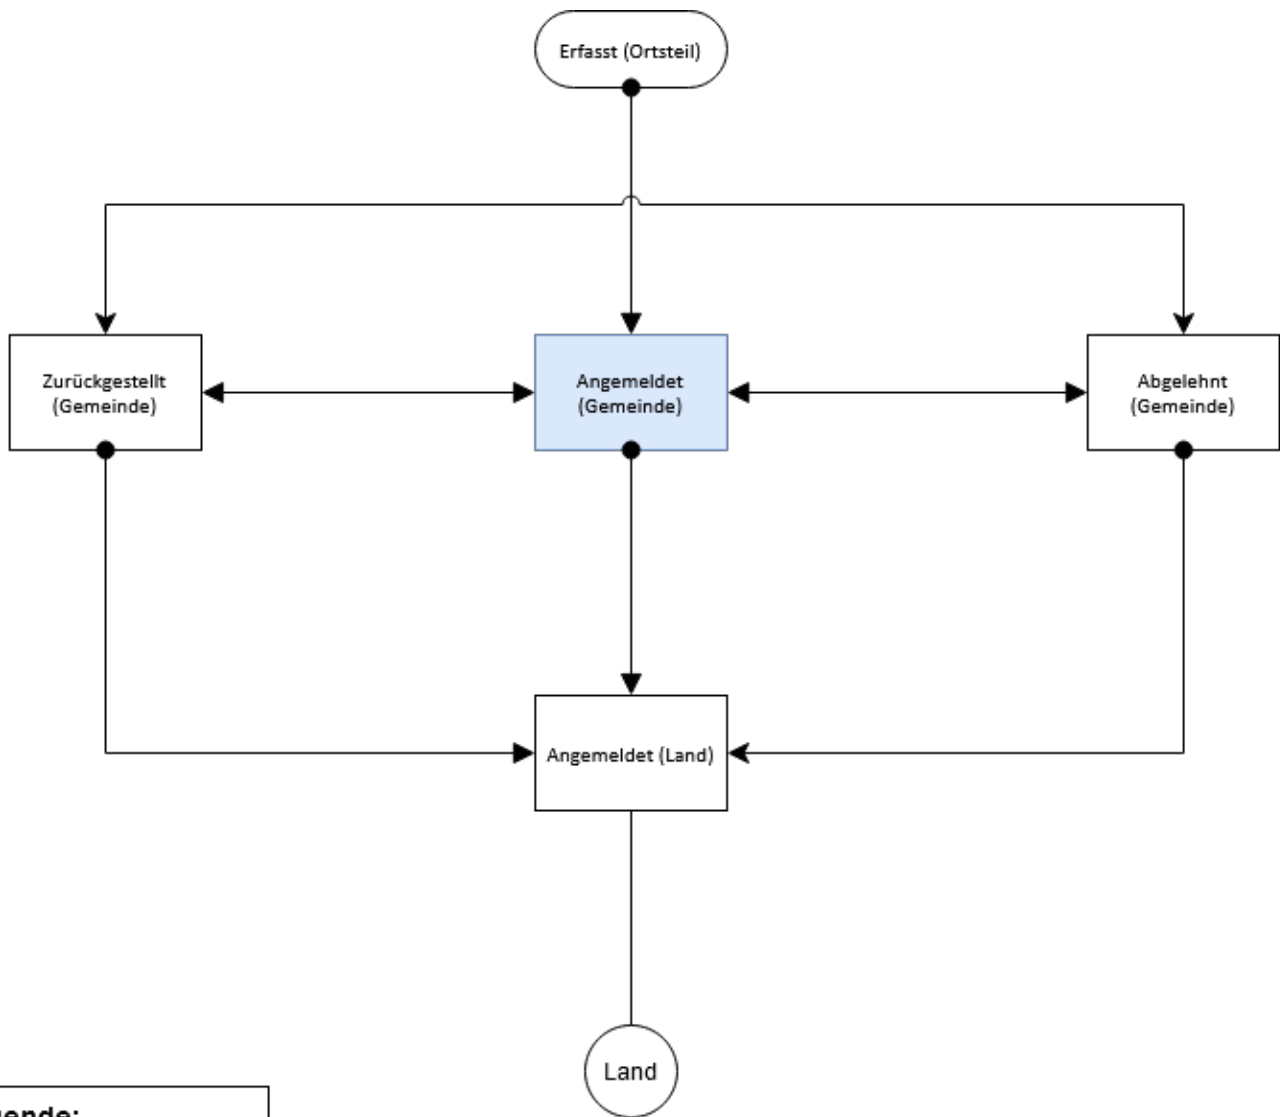 Erfasst (Ortsteil)
Zurückgestellt
(Gemeinde)
Angemeldet
(Gemeinde)
Abgelehnt
(Gemeinde)
Angemeldet (Land)
Land